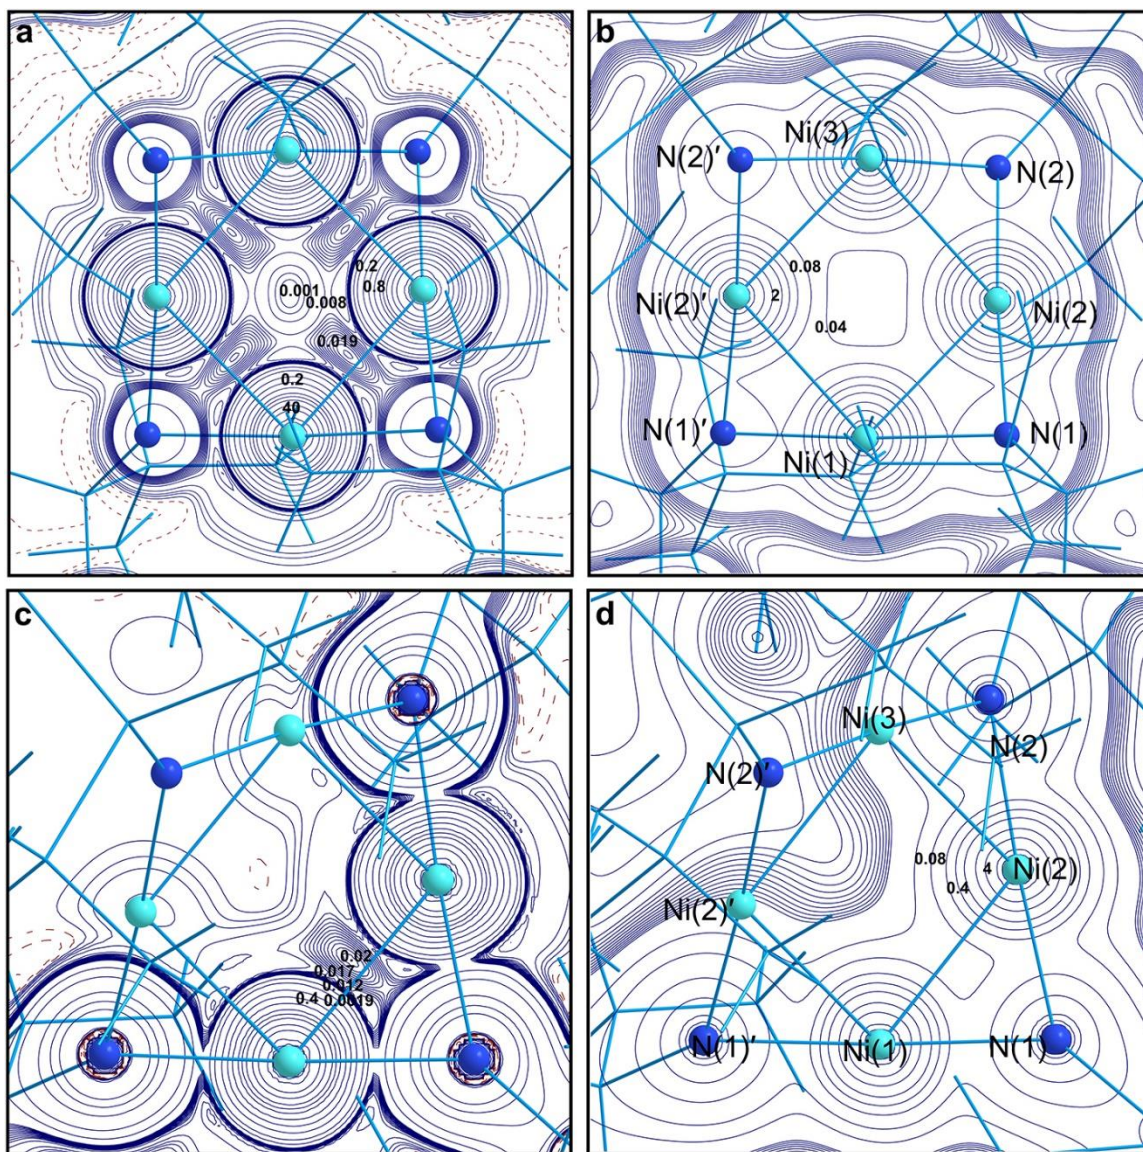 a
0.2
0.8
0.001
0.008
0.019
0.2
40
b
Ni(3)
N(2)′
N(2)
0.08
2
Ni(2)′
Ni(2)
0.04
N(1)′
N(1)
Ni(1)
c
0.02
0.017
0.012
0.4 0.0019
d
Ni(3)
N(2)
N(2)′
0.08
0.4
4
Ni(2)
Ni(2)′
N(1)′
Ni(1)
N(1)